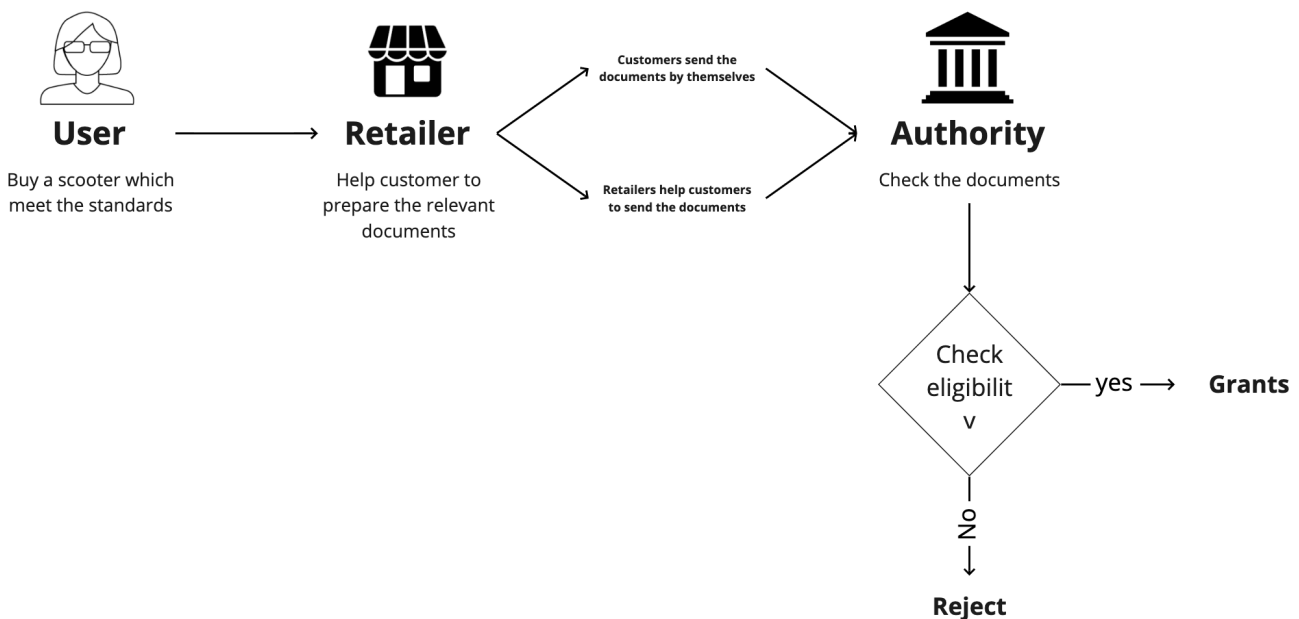 User
Buy a scooter which
meet the standards
Retailer
Help customer to
prepare the relevant
documents
Customers send the
documents by themselves
Retailers help customers
to send the documents
Authority
Check the documents
Check
eligibilit
y
yes
Grants
No
Reject